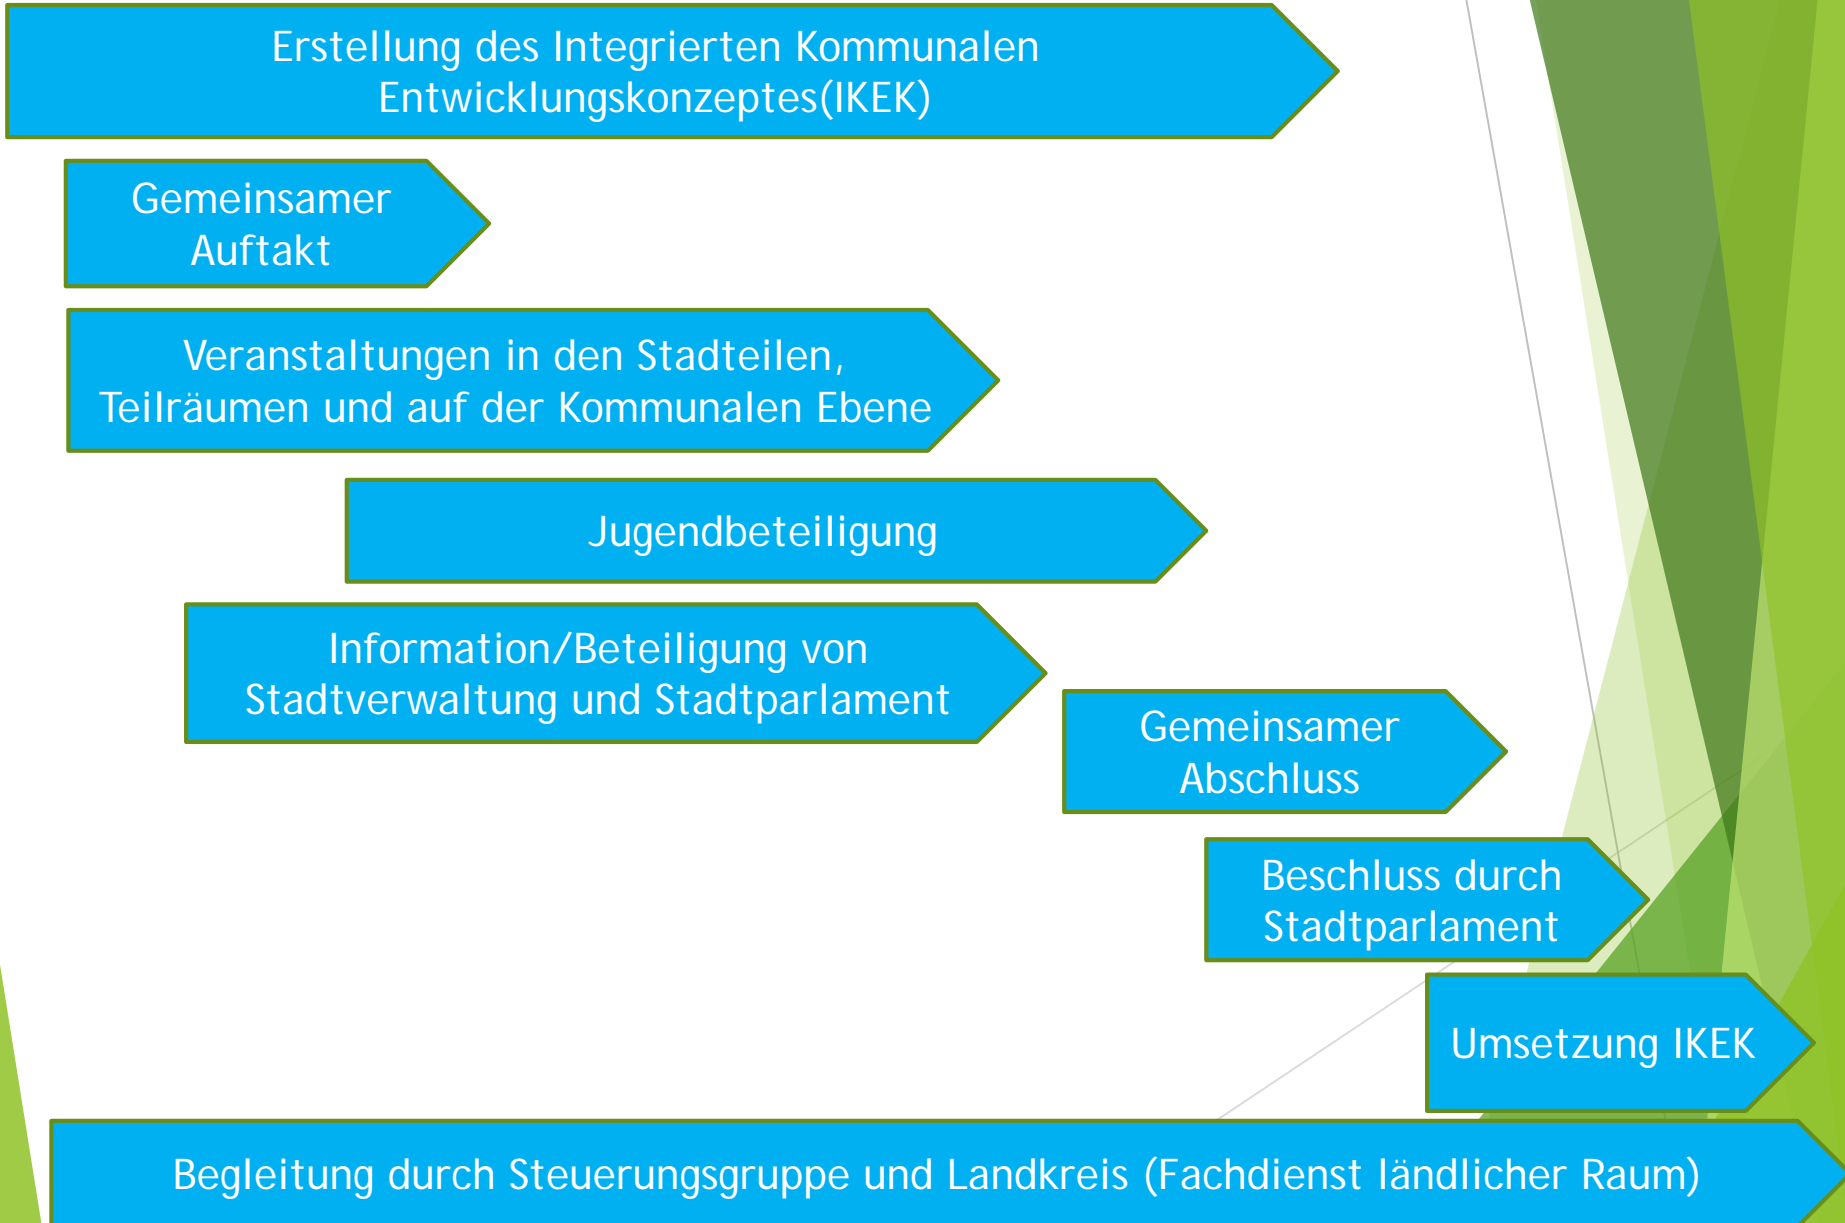 Erstellung des Integrierten Kommunalen
Entwicklungskonzeptes(IKEK)
Gemeinsamer
Auftakt
Veranstaltungen in den Stadteilen,
Teilräumen und auf der Kommunalen Ebene
Jugendbeteiligung
Information/Beteiligung von
Stadtverwaltung und Stadtparlament
Gemeinsamer
Abschluss
Beschluss durch
Stadtparlament
Umsetzung IKEK
Begleitung durch Steuerungsgruppe und Landkreis (Fachdienst ländlicher Raum)